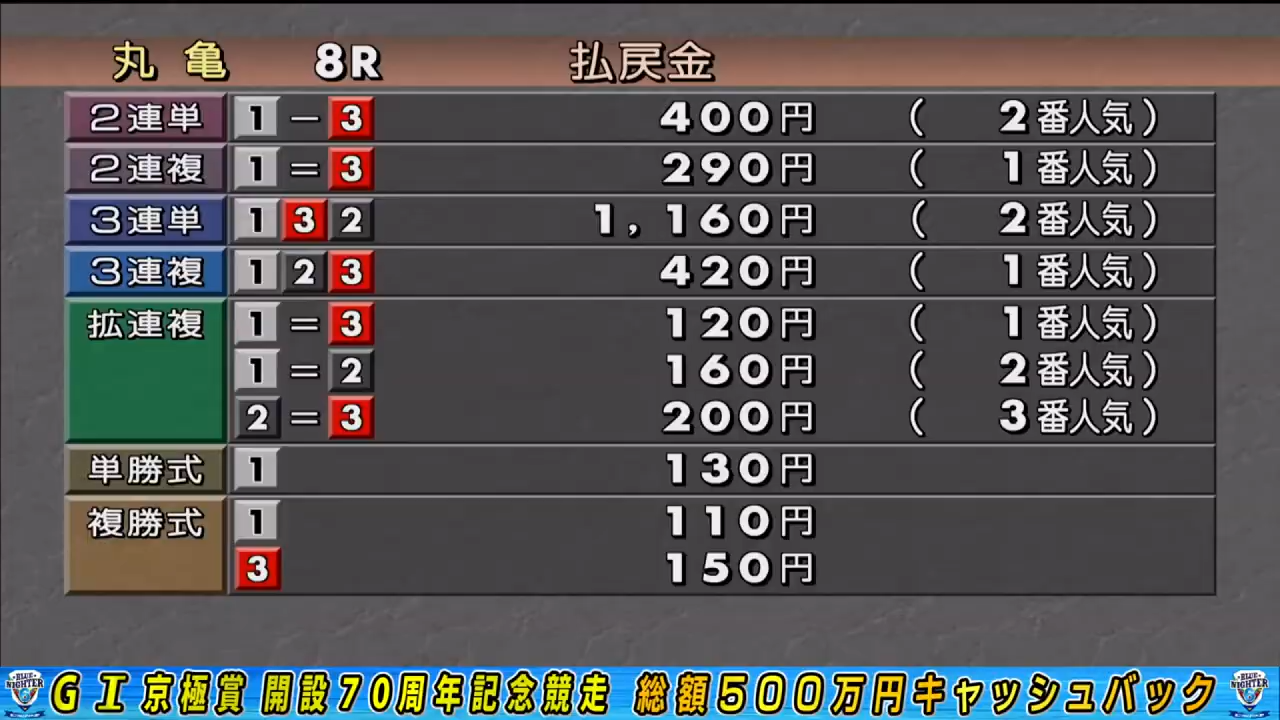 丸亀 8R 払戻金
2連単 1 － 3 400円 ( 2番人気 )
2連複 1 = 3 290円 ( 1番人気 )
3連単 1 3 2 1,160円 ( 2番人気 )
3連複 1 2 3 420円 ( 1番人気 )
拡連複 1 = 3 120円 ( 1番人気 )
1 = 2 160円 ( 2番人気 )
2 = 3 200円 ( 3番人気 )
単勝式 1 130円
複勝式 1 110円
3 150円
BLUE NIGHTER GⅠ京極賞 開設70周年記念競走 総額500万円キャッシュバック BLUE NIGHTER